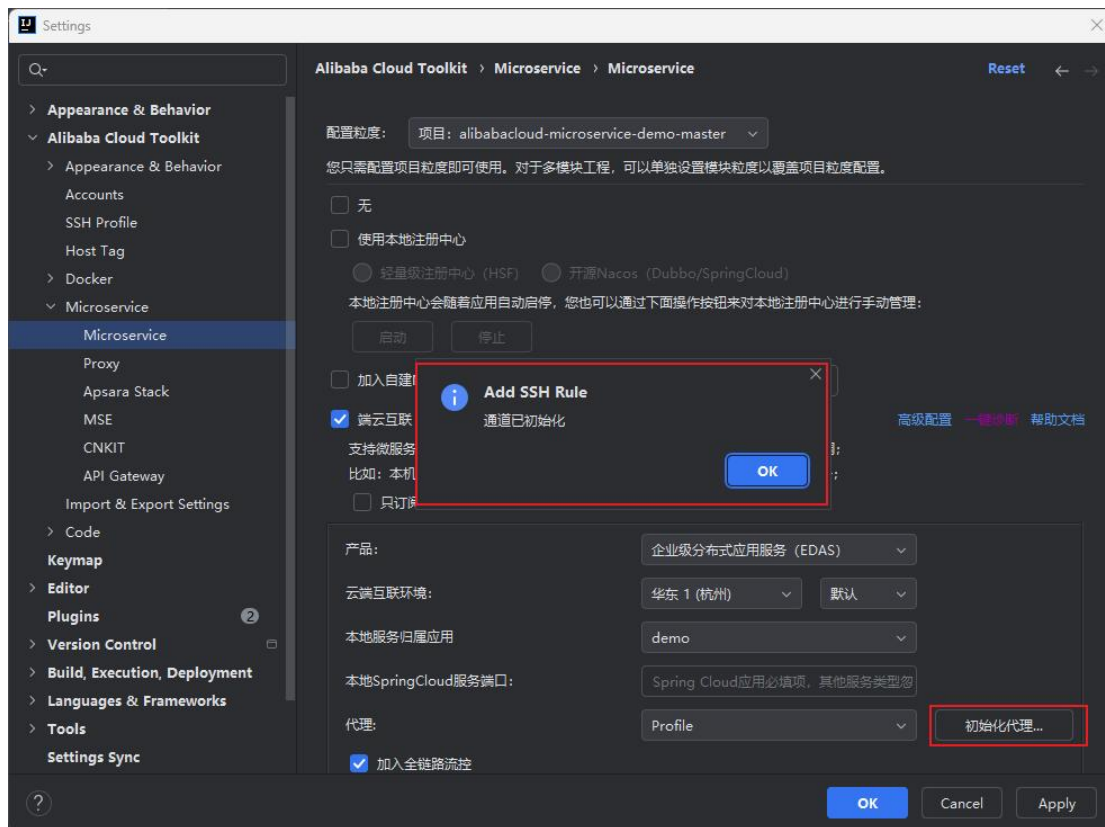 Settings
Appearance & Behavior
Alibaba Cloud Toolkit
Appearance & Behavior
Accounts
SSH Profile
Host Tag
Docker
Microservice
Microservice
Proxy
Apsara Stack
MSE
CNKIT
API Gateway
Import & Export Settings
Code
Keymap
Editor
Plugins 2
Version Control
Build, Execution, Deployment
Languages & Frameworks
Tools
Settings Sync
Alibaba Cloud Toolkit › Microservice › Microservice
Reset
配置粒度： 项目：alibabacloud-microservice-demo-master
您只需配置项目粒度即可使用。对于多模块工程，可以单独设置模块粒度以覆盖项目粒度配置。
无
使用本地注册中心
轻量级注册中心 (HSF) 开源Nacos (Dubbo/SpringCloud)
本地注册中心会随着应用自动启停，您也可以通过下面操作按钮来对本地注册中心进行手动管理：
启动 停止
加入自建
端云互联
高级配置 一键诊断 帮助文档
支持微服务
比如：本机
只订阅
Add SSH Rule
通道已初始化
OK
产品： 企业级分布式应用服务 (EDAS)
云端互联环境： 华东 1 (杭州) 默认
本地服务归属应用 demo
本地SpringCloud服务端口： Spring Cloud应用必填项，其他服务类型忽
代理: Profile 初始化代理...
加入全链路流控
? OK Cancel Apply